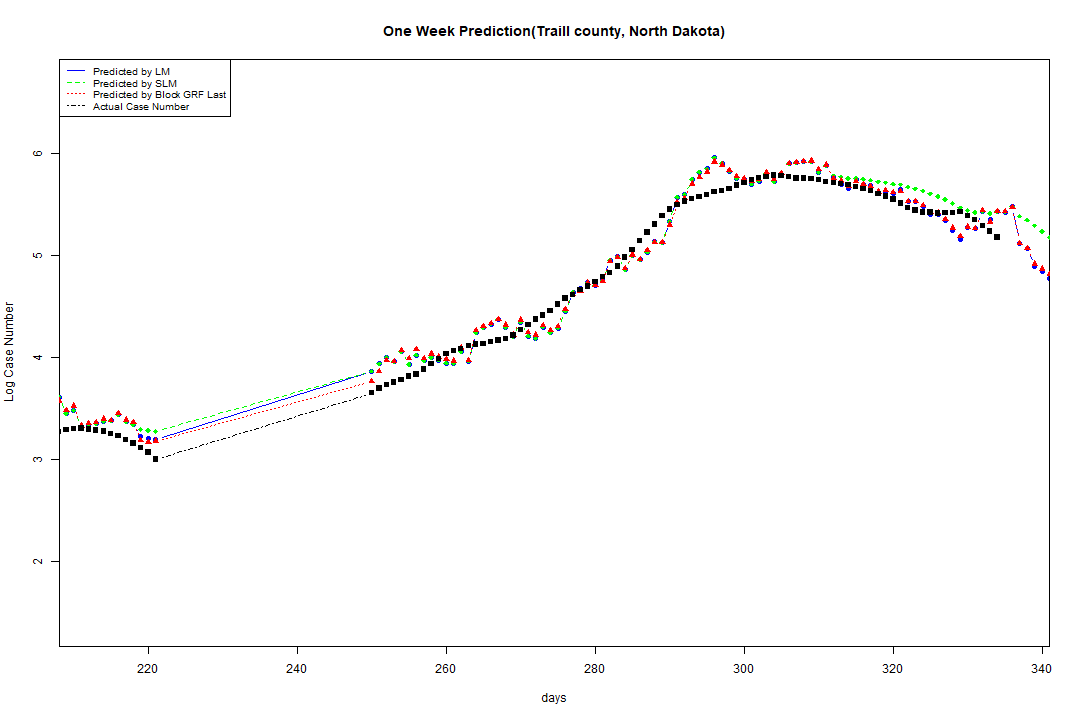 One Week Prediction(Traill county, North Dakota)
Predicted by LM
Predicted by SLM
Predicted by Block GRF Last
Actual Case Number
6
5
4
3
2
Log Case Number
220 240 260 280 300 320 340
days